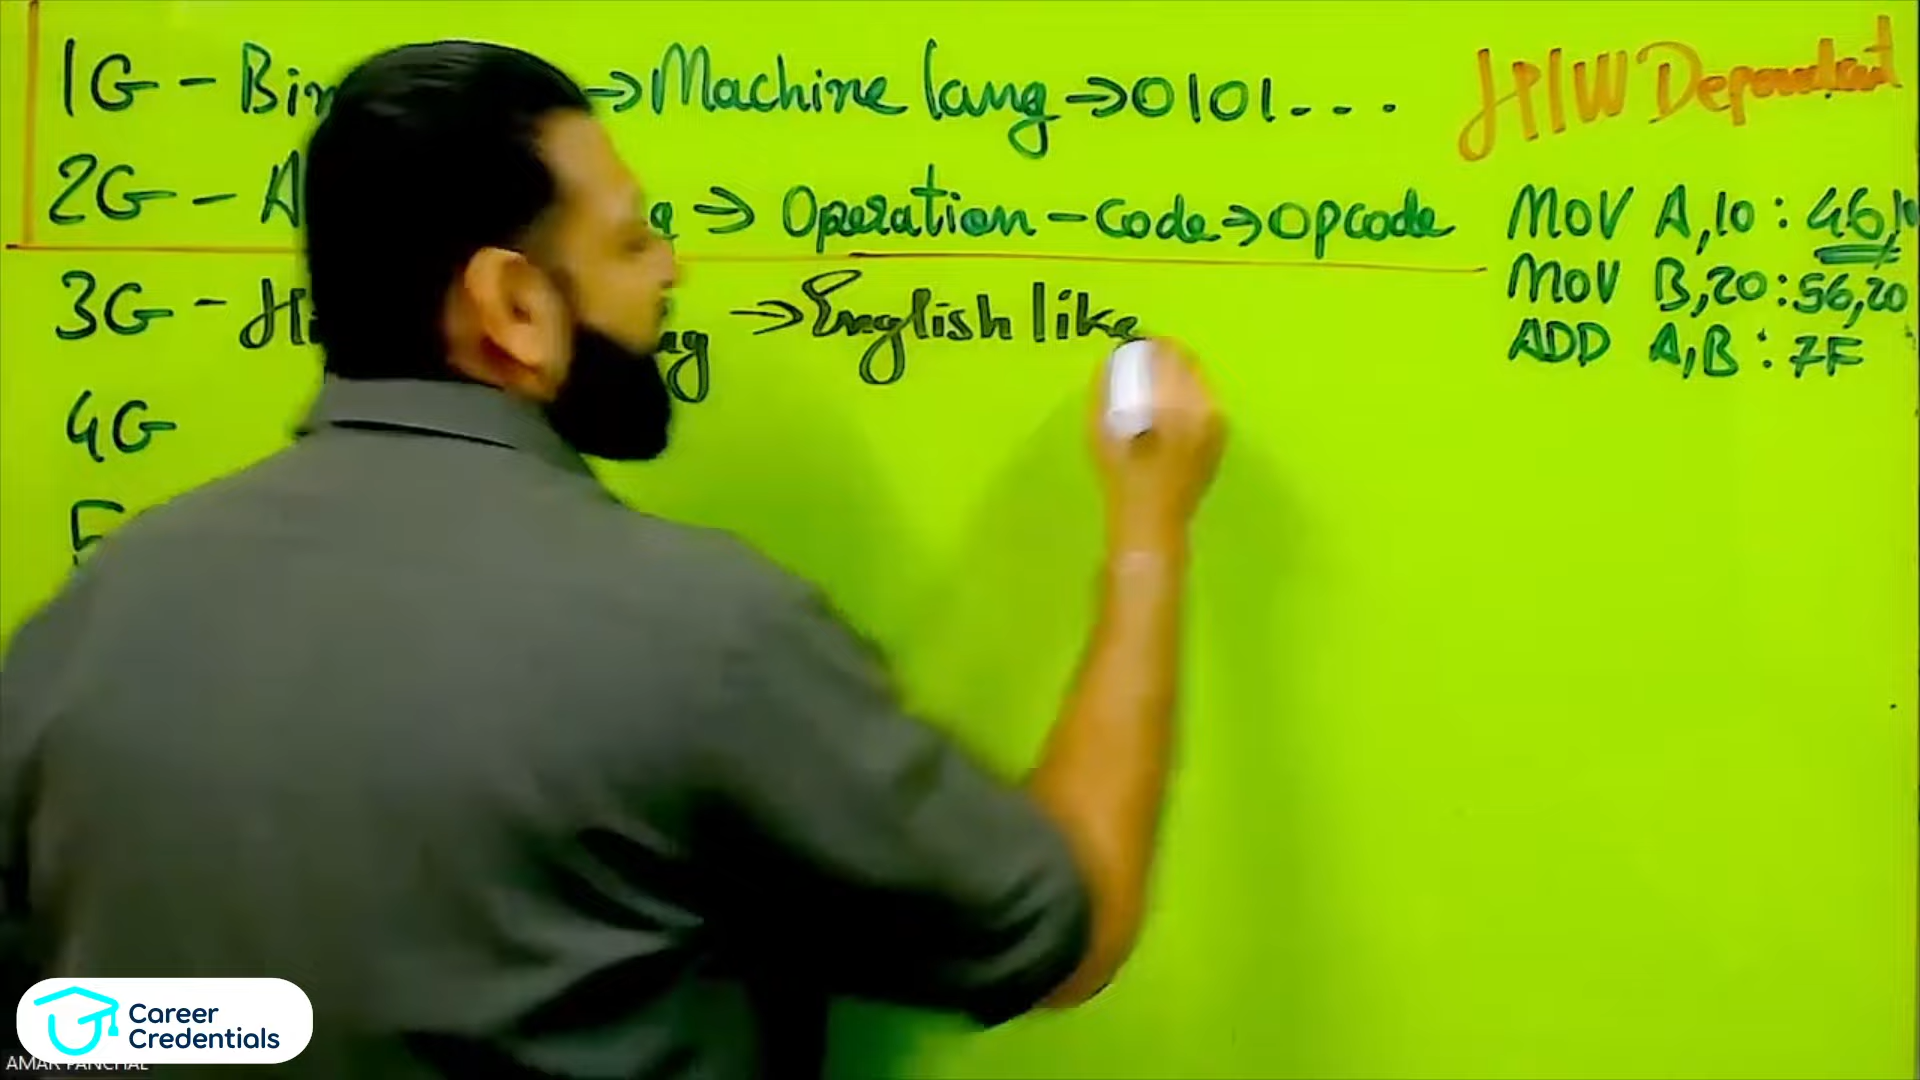 1G - Bin → Machine lang → 0101...
H/W Dependent
2G - A → Operation - Code → Opcode
MOV A,10 : 46,10
MOV B,20 : 56,20
ADD A,B : 7F
3G - Hi → English like
4G
5
Career
Credentials
AMAR PANCHAL